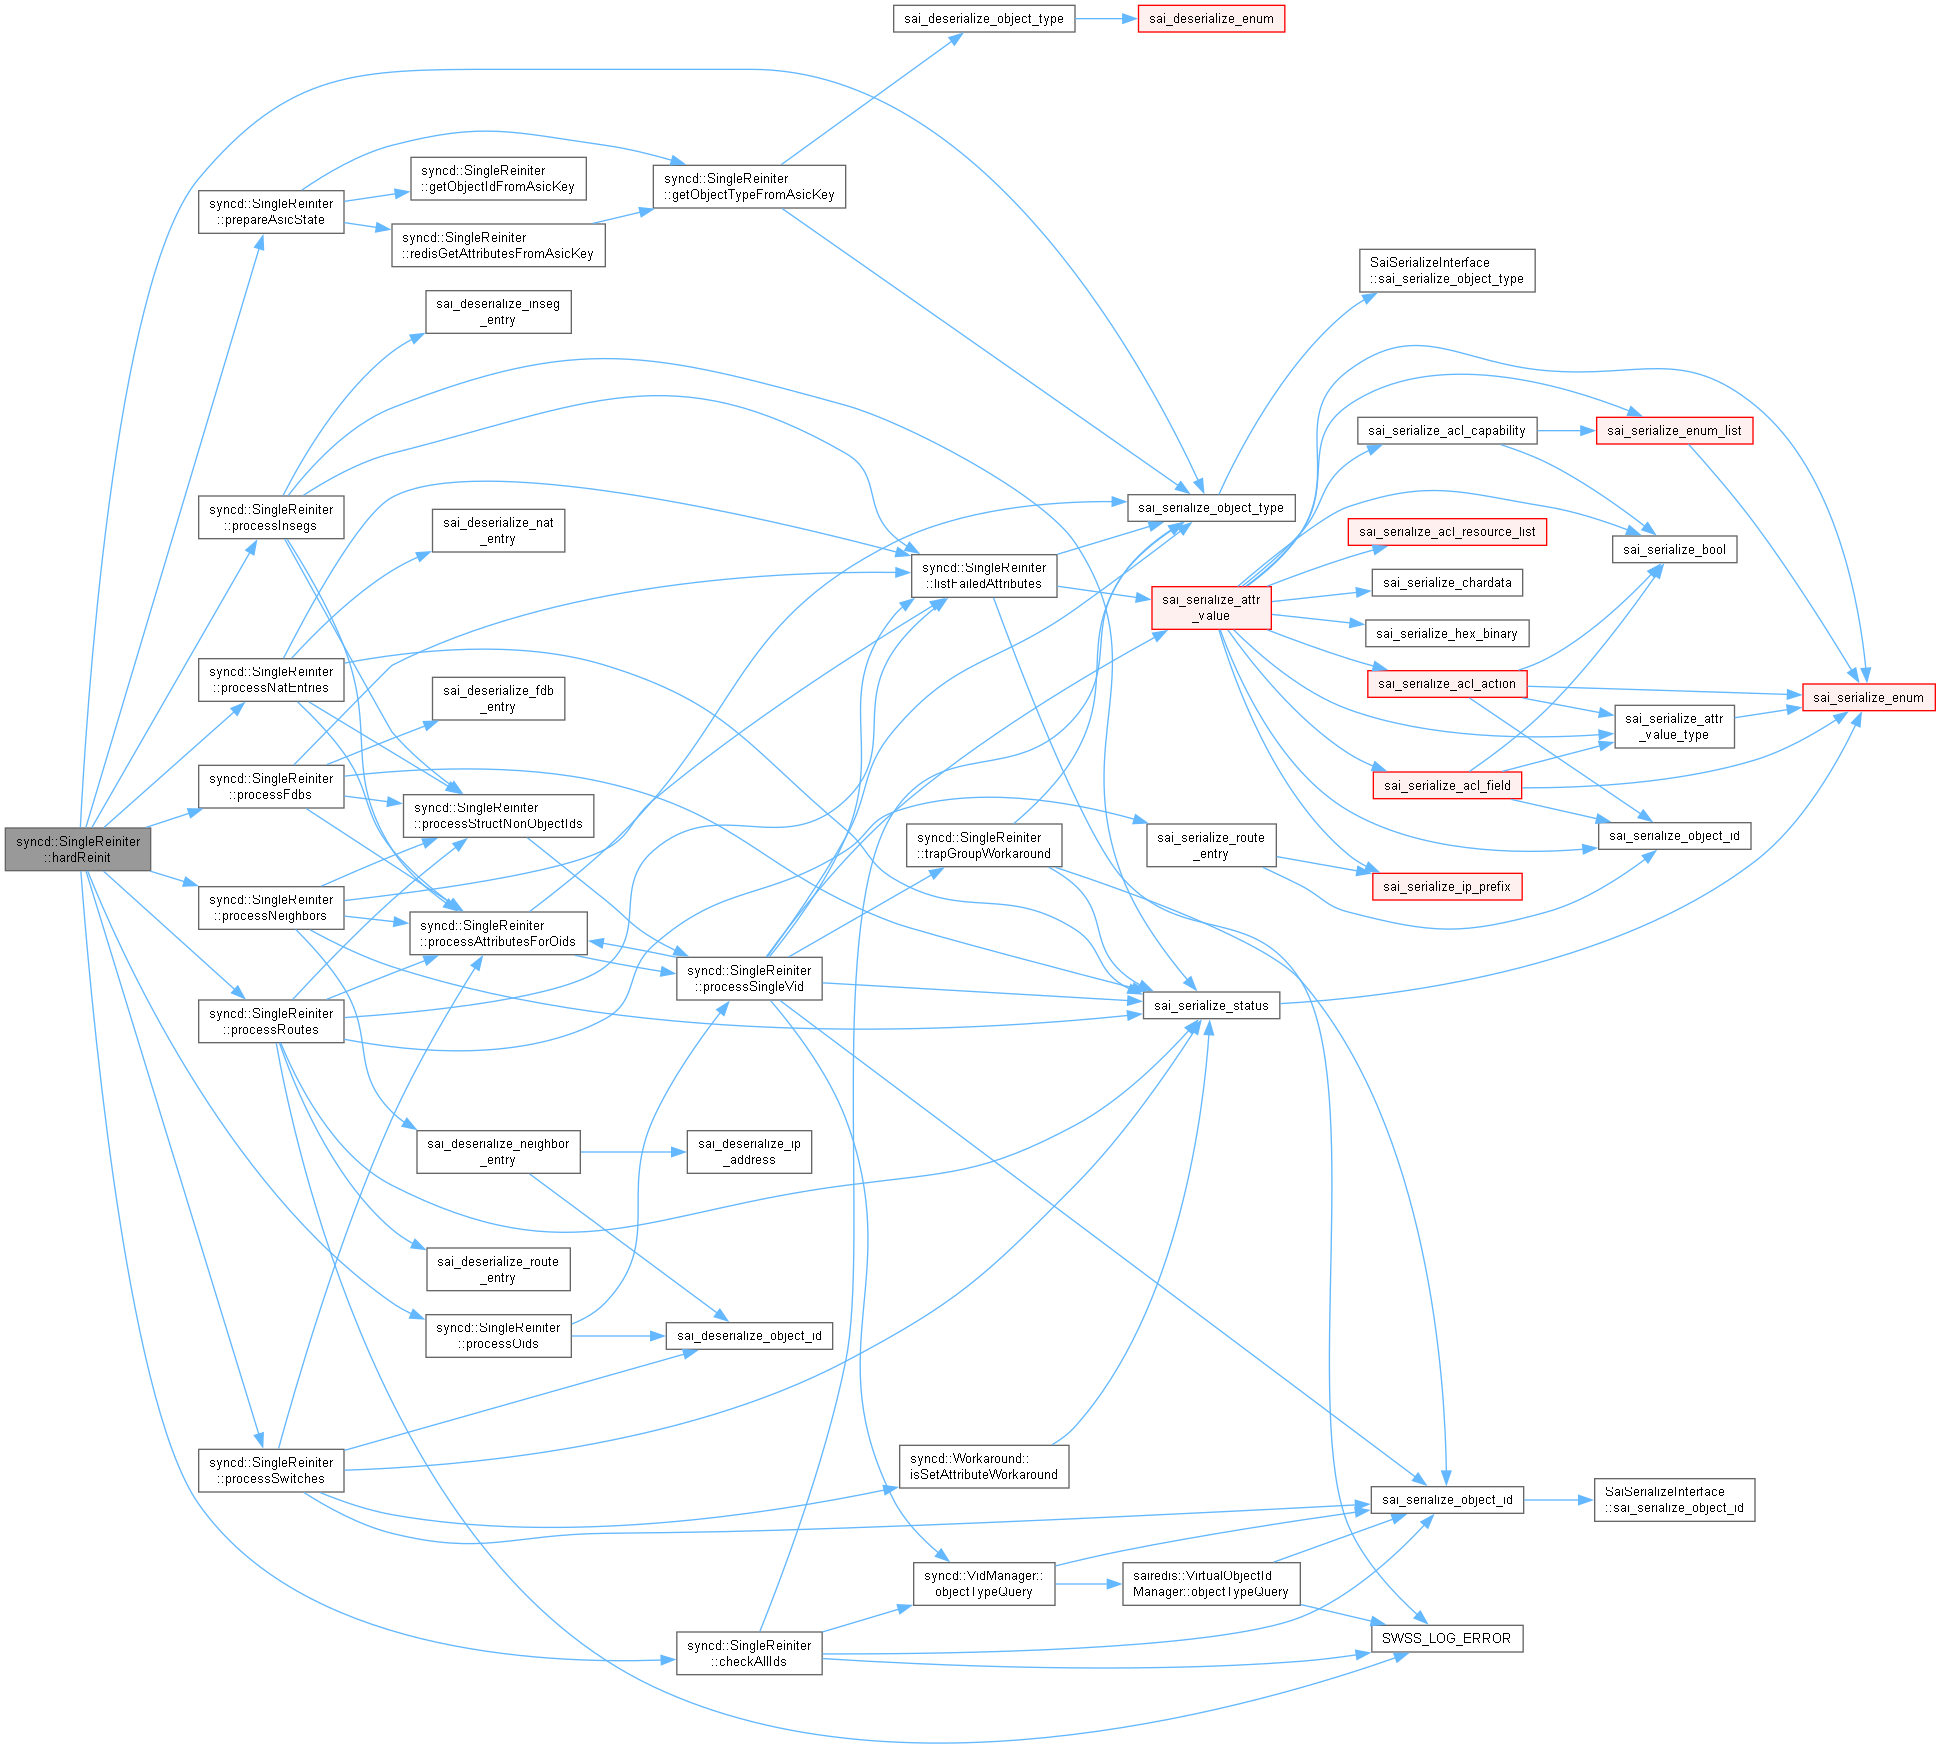 sai_deserialize_object_type
sai_deserialize_enum
syncd::SingleReiniter
::getObjectIdFromAsicKey
syncd::SingleReiniter
::getObjectTypeFromAsicKey
syncd::SingleReiniter
::prepareAsicState
syncd::SingleReiniter
::redisGetAttributesFromAsicKey
SaiSerializeInterface
::sai_serialize_object_type
sai_deserialize_inseg
_entry
sai_serialize_acl_capability
sai_serialize_enum_list
syncd::SingleReiniter
::processInsegs
sai_serialize_object_type
sai_deserialize_nat
_entry
sai_serialize_acl_resource_list
sai_serialize_bool
syncd::SingleReiniter
::listFailedAttributes
sai_serialize_chardata
sai_serialize_attr
_value
sai_serialize_hex_binary
syncd::SingleReiniter
::processNatEntries
sai_serialize_acl_action
sai_deserialize_fdb
_entry
sai_serialize_enum
sai_serialize_attr
_value_type
syncd::SingleReiniter
::processFdbs
sai_serialize_acl_field
syncd::SingleReiniter
::processStructNonObjectIds
sai_serialize_object_id
syncd::SingleReiniter
::hardReinit
syncd::SingleReiniter
::trapGroupWorkaround
sai_serialize_route
_entry
sai_serialize_ip_prefix
syncd::SingleReiniter
::processNeighbors
syncd::SingleReiniter
::processAttributesForOids
syncd::SingleReiniter
::processSingleVid
sai_serialize_status
syncd::SingleReiniter
::processRoutes
sai_deserialize_neighbor
_entry
sai_deserialize_ip
_address
sai_deserialize_route
_entry
syncd::SingleReiniter
::processOids
sai_deserialize_object_id
syncd::SingleReiniter
::processSwitches
syncd::Workaround::
isSetAttributeWorkaround
sai_serialize_object_id
SaiSerializeInterface
::sai_serialize_object_id
syncd::VidManager::
objectTypeQuery
sairedis::VirtualObjectId
Manager::objectTypeQuery
SWSS_LOG_ERROR
syncd::SingleReiniter
::checkAllIds